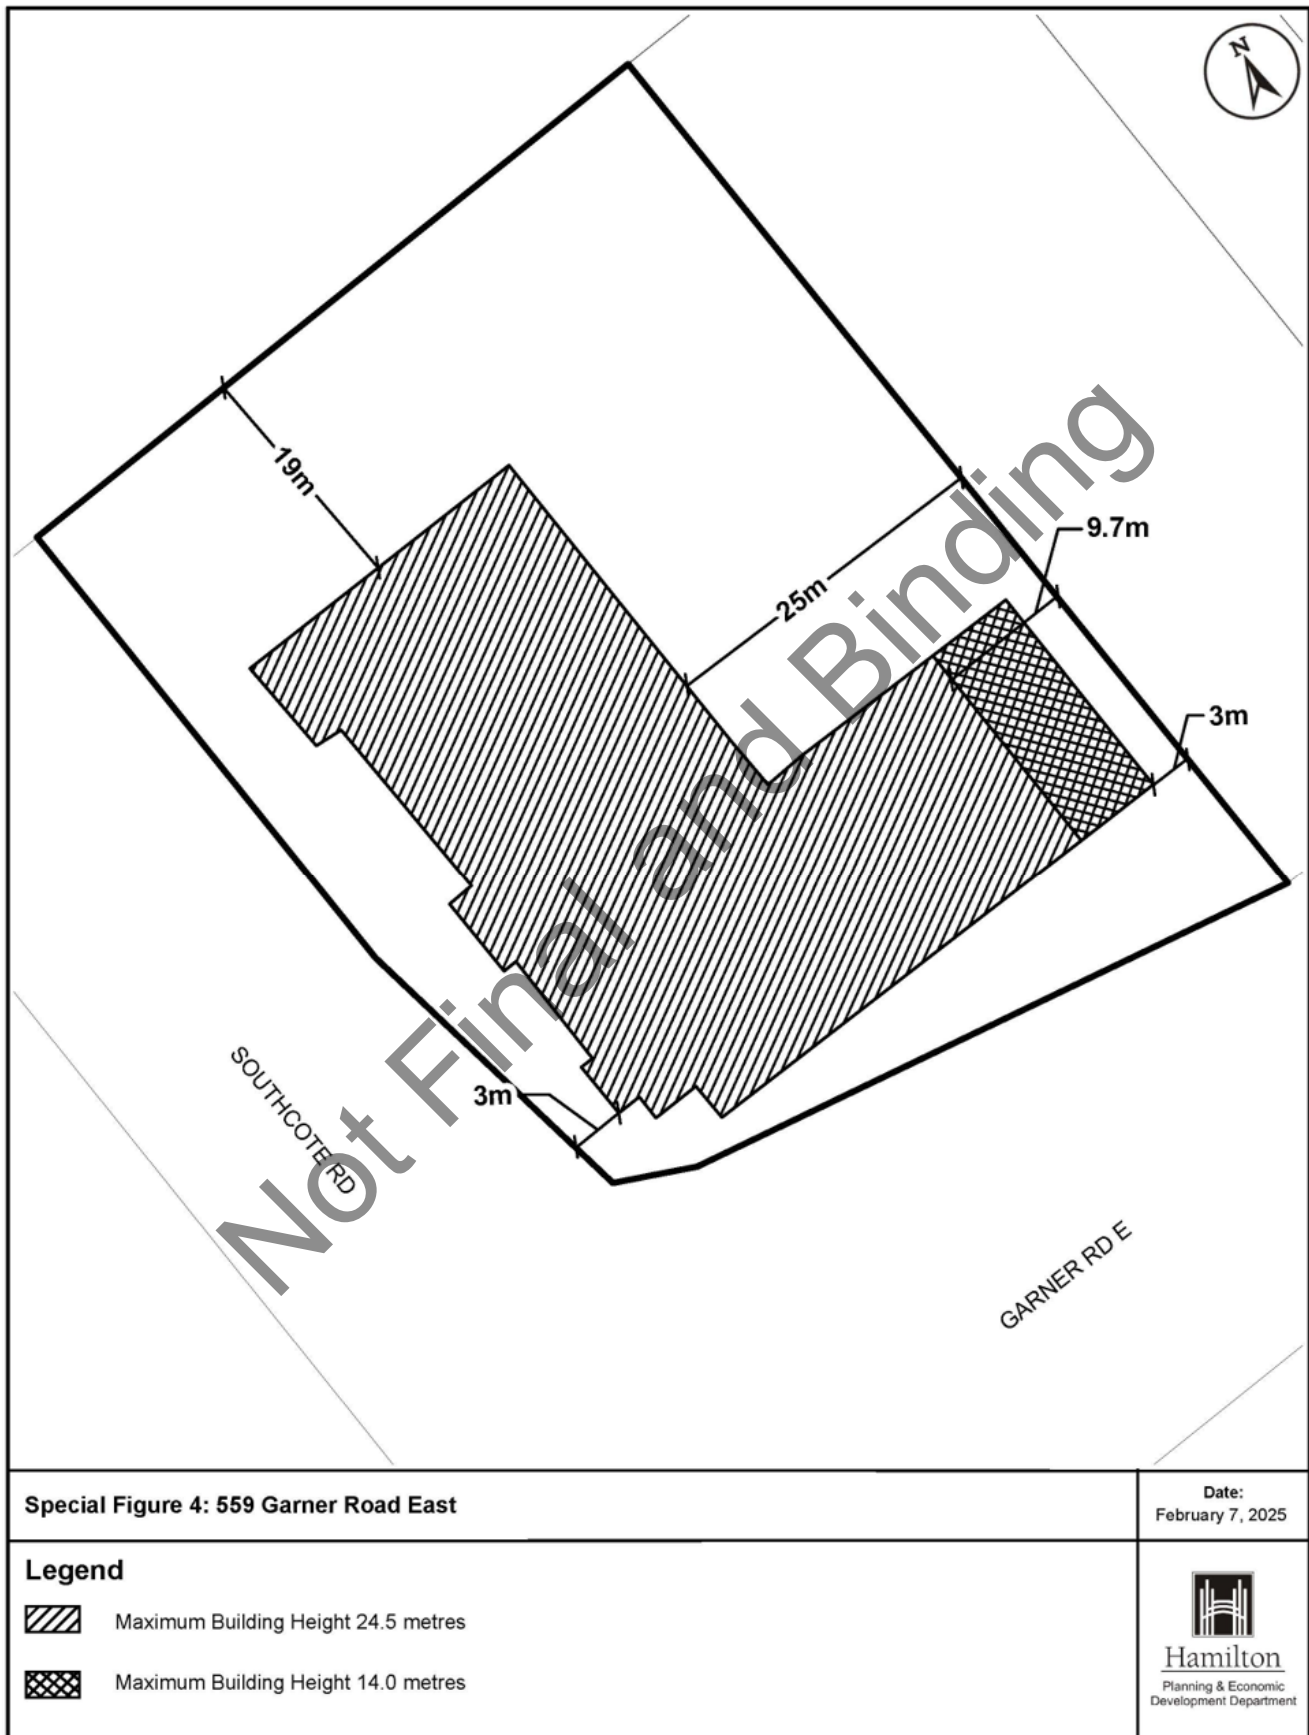 N
19m
25m
9.7m
3m
3m
SOUTHCOTE RD
GARNER RD E
Not Final and Binding
Special Figure 4: 559 Garner Road East
Date:
February 7, 2025
Legend
Maximum Building Height 24.5 metres
Maximum Building Height 14.0 metres
Hamilton
Planning & Economic
Development Department